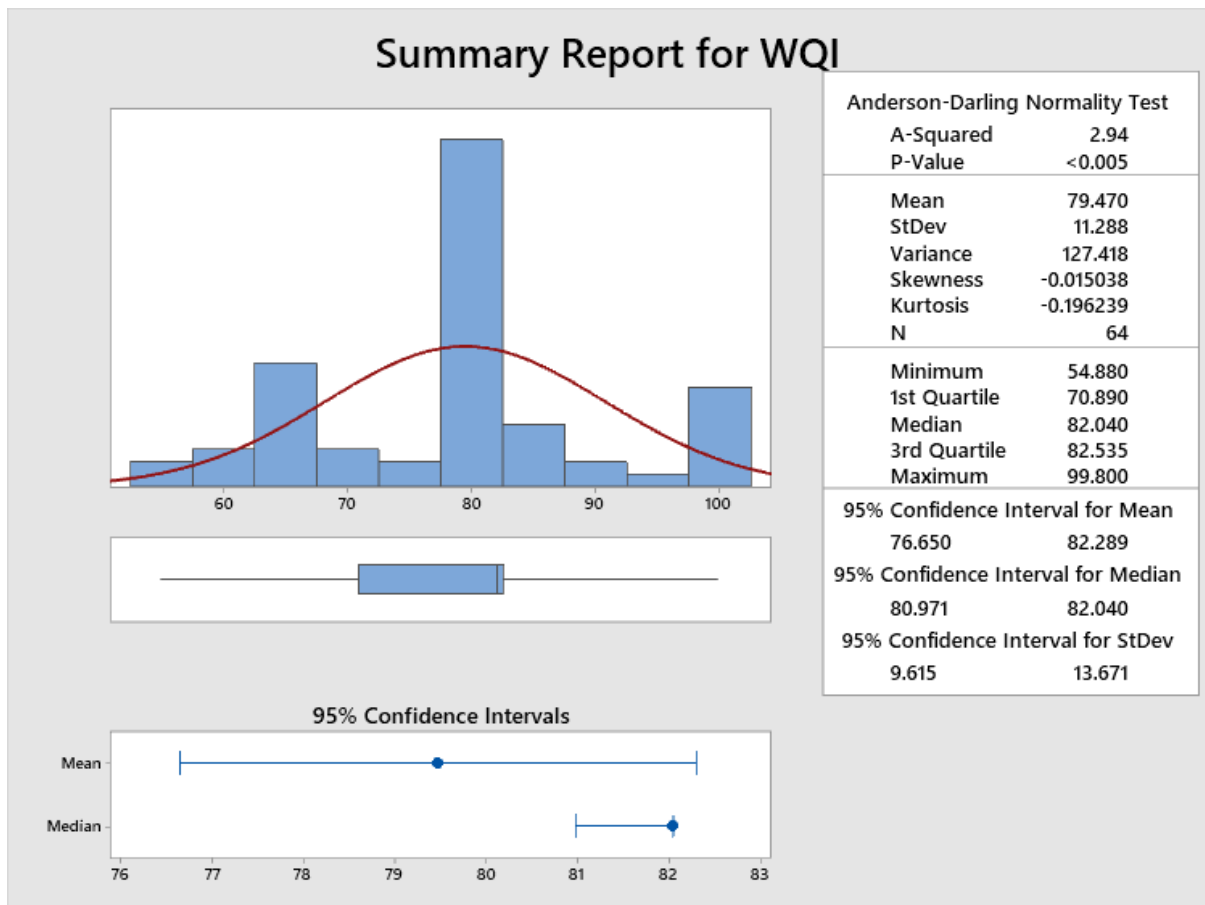 Summary Report for WQI
Anderson-Darling Normality Test
A-Squared 2.94
P-Value <0.005
Mean 79.470
StDev 11.288
Variance 127.418
Skewness -0.015038
Kurtosis -0.196239
N 64
Minimum 54.880
1st Quartile 70.890
Median 82.040
3rd Quartile 82.535
Maximum 99.800
95% Confidence Interval for Mean
76.650 82.289
95% Confidence Interval for Median
80.971 82.040
95% Confidence Interval for StDev
9.615 13.671
60 70 80 90 100
95% Confidence Intervals
Mean
Median
76 77 78 79 80 81 82 83